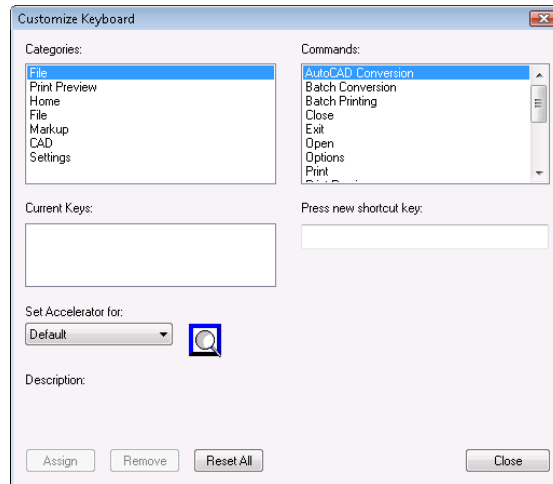 Customize Keyboard
Categories:
File
Print Preview
Home
File
Markup
CAD
Settings
Commands:
AutoCAD Conversion
Batch Conversion
Batch Printing
Close
Exit
Open
Options
Print
Current Keys:
Press new shortcut key:
Set Accelerator for:
Default
Description:
Assign
Remove
Reset All
Close